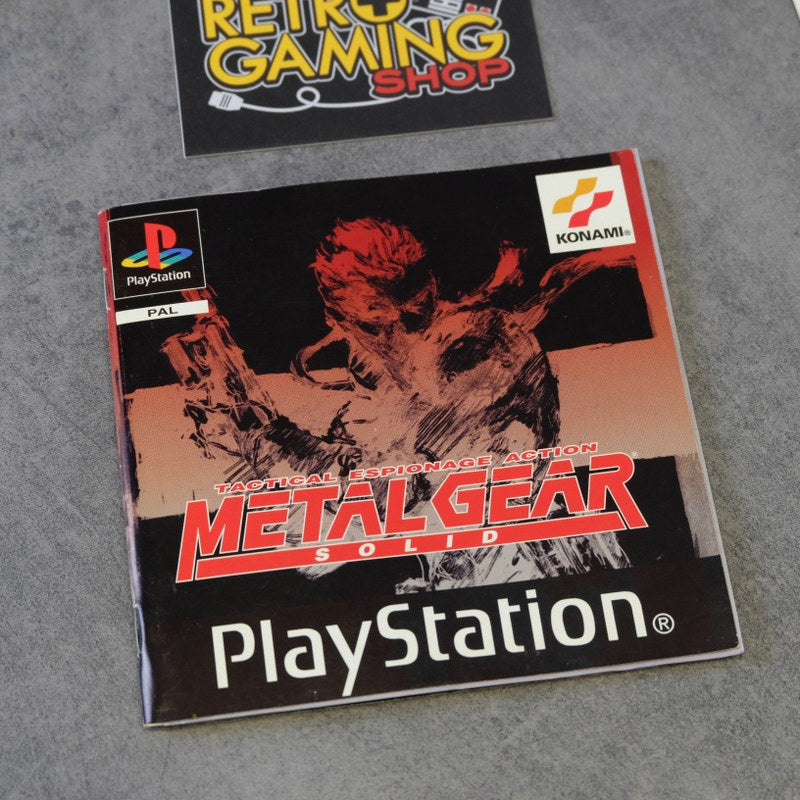 RETRO
GAMING
SHOP
PlayStation
PAL
KONAMI®
TACTICAL ESPIONAGE ACTION
METAL GEAR®
SOLID
PlayStation®